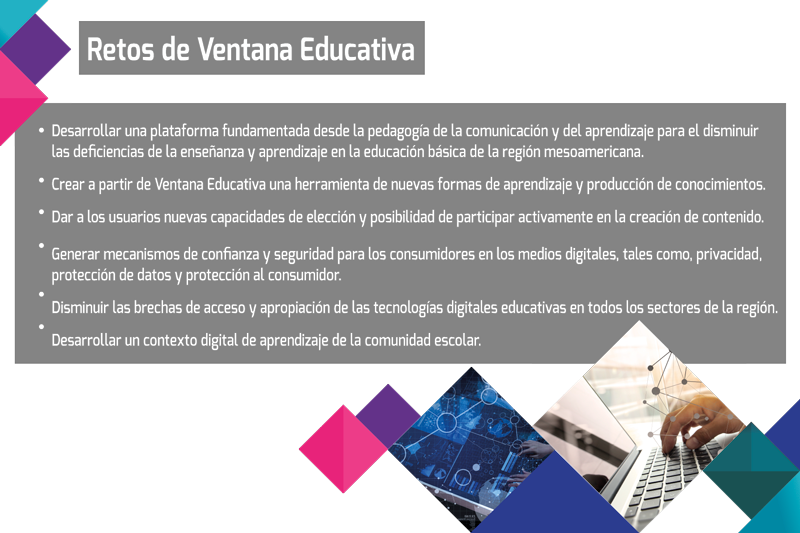 Retos de Ventana Educativa
• Desarrollar una plataforma fundamentada desde la pedagogía de la comunicación y del aprendizaje para el disminuir
las deficiencias de la enseñanza y aprendizaje en la educación básica de la región mesoamericana.
• Crear a partir de Ventana Educativa una herramienta de nuevas formas de aprendizaje y producción de conocimientos.
• Dar a los usuarios nuevas capacidades de elección y posibilidad de participar activamente en la creación de contenido.
• Generar mecanismos de confianza y seguridad para los consumidores en los medios digitales, tales como, privacidad,
protección de datos y protección al consumidor.
• Disminuir las brechas de acceso y apropiación de las tecnologías digitales educativas en todos los sectores de la región.
• Desarrollar un contexto digital de aprendizaje de la comunidad escolar.